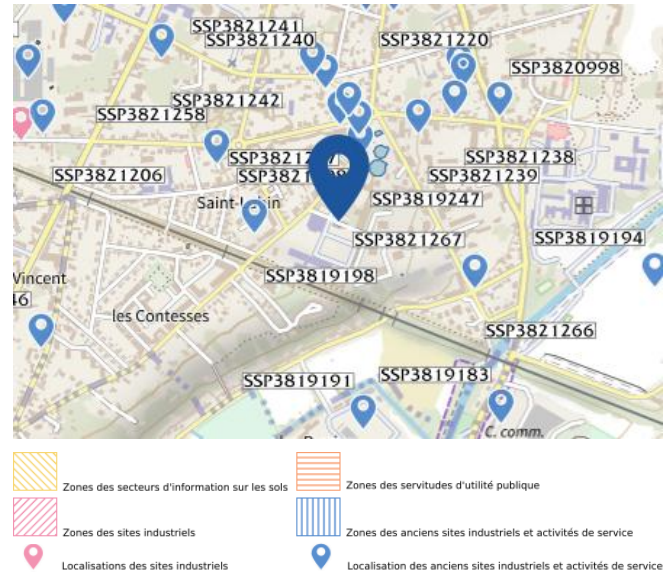 SSP3821241
SSP3821240
SSP3821220
SSP3820998
SSP3821242
SSP3821258
SSP3821238
SSP3821206
SSP3821239
SSP3819247
SSP3821267
SSP3819194
SSP3819198
Vincent
46
les Contesses
SSP3821266
SSP3819191
SSP3819183
C. comm.
Zones des secteurs d'information sur les sols
Zones des servitudes d'utilité publique
Zones des sites industriels
Zones des anciens sites industriels et activités de service
Localisations des sites industriels
Localisation des anciens sites industriels et activités de service